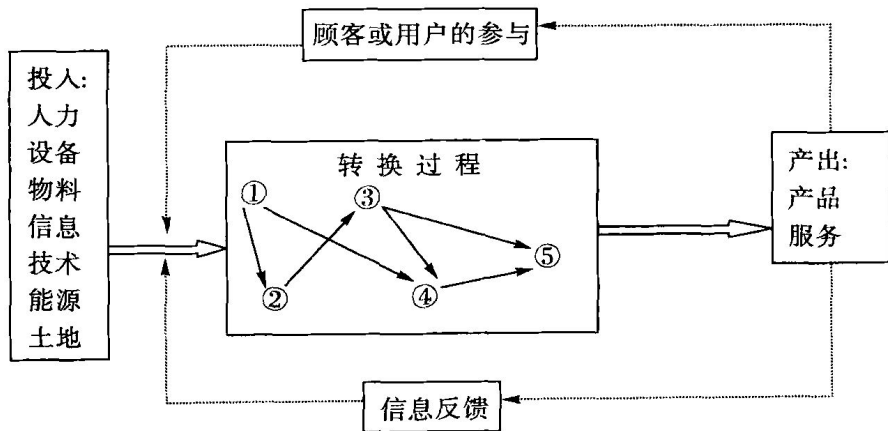 顾客或用户的参与
投入:
人力
设备
物料
信息
技术
能源
土地
转换过程
①
③
②
④
⑤
产出:
产品
服务
信息反馈